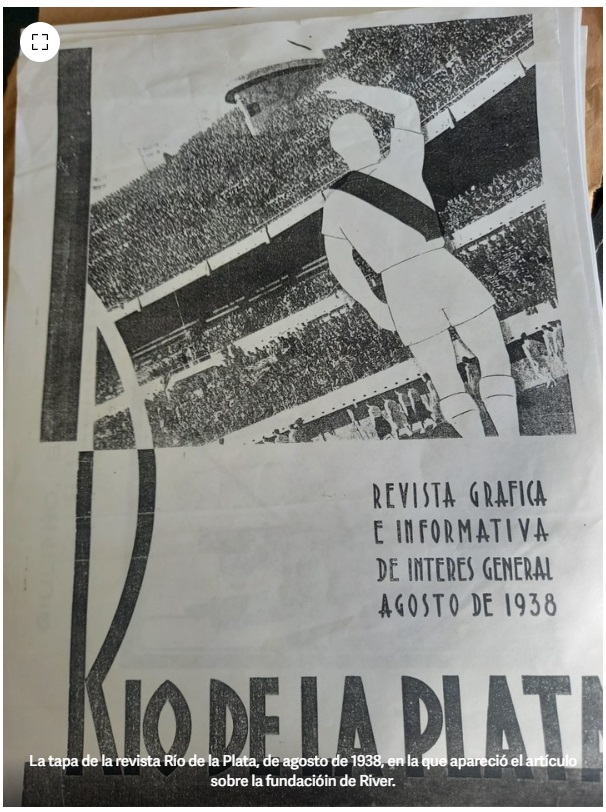 REVISTA GRAFICA
E INFORMATIVA
DE INTERES GENERAL
AGOSTO DE 1938
RIO DE LA PLATA
La tapa de la revista Río de la Plata, de agosto de 1938, en la que apareció el artículo
sobre la fundacióin de River.